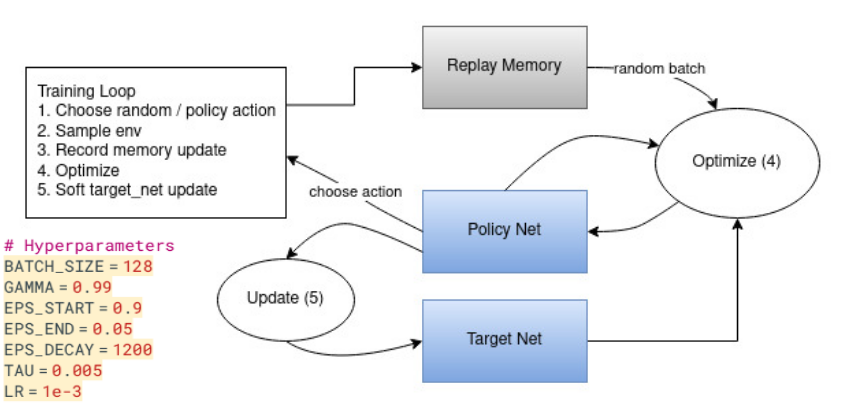 Replay Memory
random batch
Training Loop
1. Choose random / policy action
2. Sample env
3. Record memory update
4. Optimize
5. Soft target_net update
Optimize (4)
choose action
Policy Net
# Hyperparameters
BATCH_SIZE = 128
GAMMA = 0.99
EPS_START = 0.9
EPS_END = 0.05
EPS_DECAY = 1200
TAU = 0.005
LR = 1e-3
Update (5)
Target Net